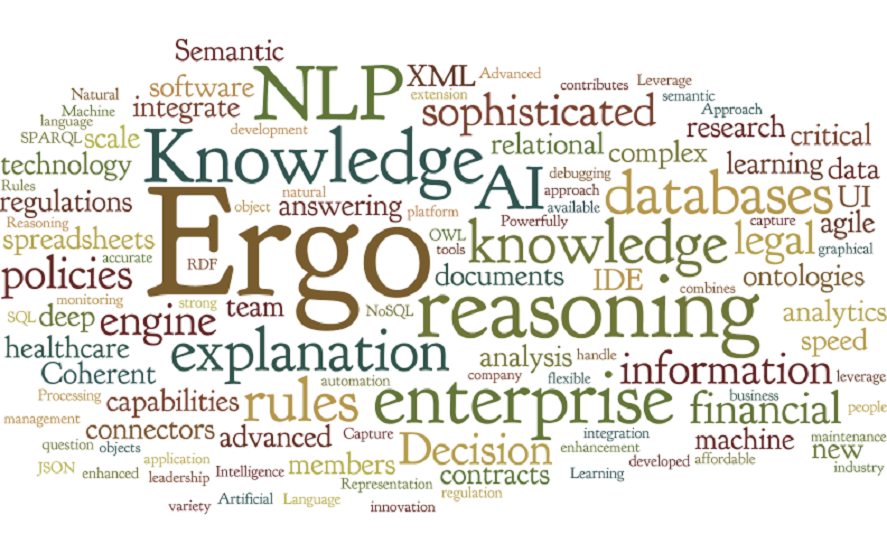 Semantic
NLP
XML
Advanced
software
extension
contributes
Leverage
Natural
integrate
sophisticated
semantic
Machine
Approach
language
development
research
critical
SPARQL
scale
Knowledge
relational
complex
technology
AI
debugging
learning
data
Rules
natural
approach
databases
UI
regulations
Ergo
object
answering
platform
available
Reasoning
Powerfully
capture
agile
spreadsheets
OWL
knowledge
legal
graphical
accurate
RDF
tools
policies
documents
IDE
combines
ontologies
monitoring
strong
team
NoSQL
reasoning
analytics
SQL
deep
engine
speed
healthcare
explanation
analysis
handle
information
Coherent
automation
company
flexible
leverage
Processing
capabilities
rules
enterprise
business
financial
people
management
connectors
advanced
Capture
Decision
integration
machine
maintenance
question
objects
enhancement
new
JSON
enhanced
application
members
developed
affordable
industry
leadership
Intelligence
contracts
Learning
Representation
regulation
variety
Artificial
Language
innovation